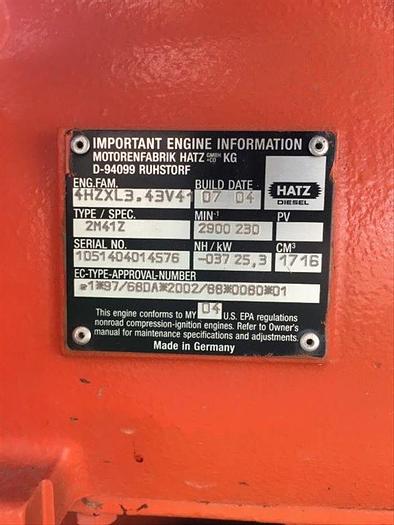 IMPORTANT ENGINE INFORMATION
MOTORENFABRIK HATZ GMBH +CO KG
D-94099 RUHSTORF
HATZ
DIESEL
ENG.FAM. BUILD DATE
4HZXL3.43V41 07 04
TYPE / SPEC. MIN-1 PV
2M41Z 2900 230
SERIAL NO. NH / kW CM3
1051404014576 -037 25,3 1716
EC-TYPE-APPROVAL-NUMBER
e1*97/68DA*2002/88*0060*01
This engine conforms to MY 04 U.S. EPA regulations
nonroad compression-ignition engines. Refer to Owner's
manual for maintenance specifications and adjustments.
Made in Germany